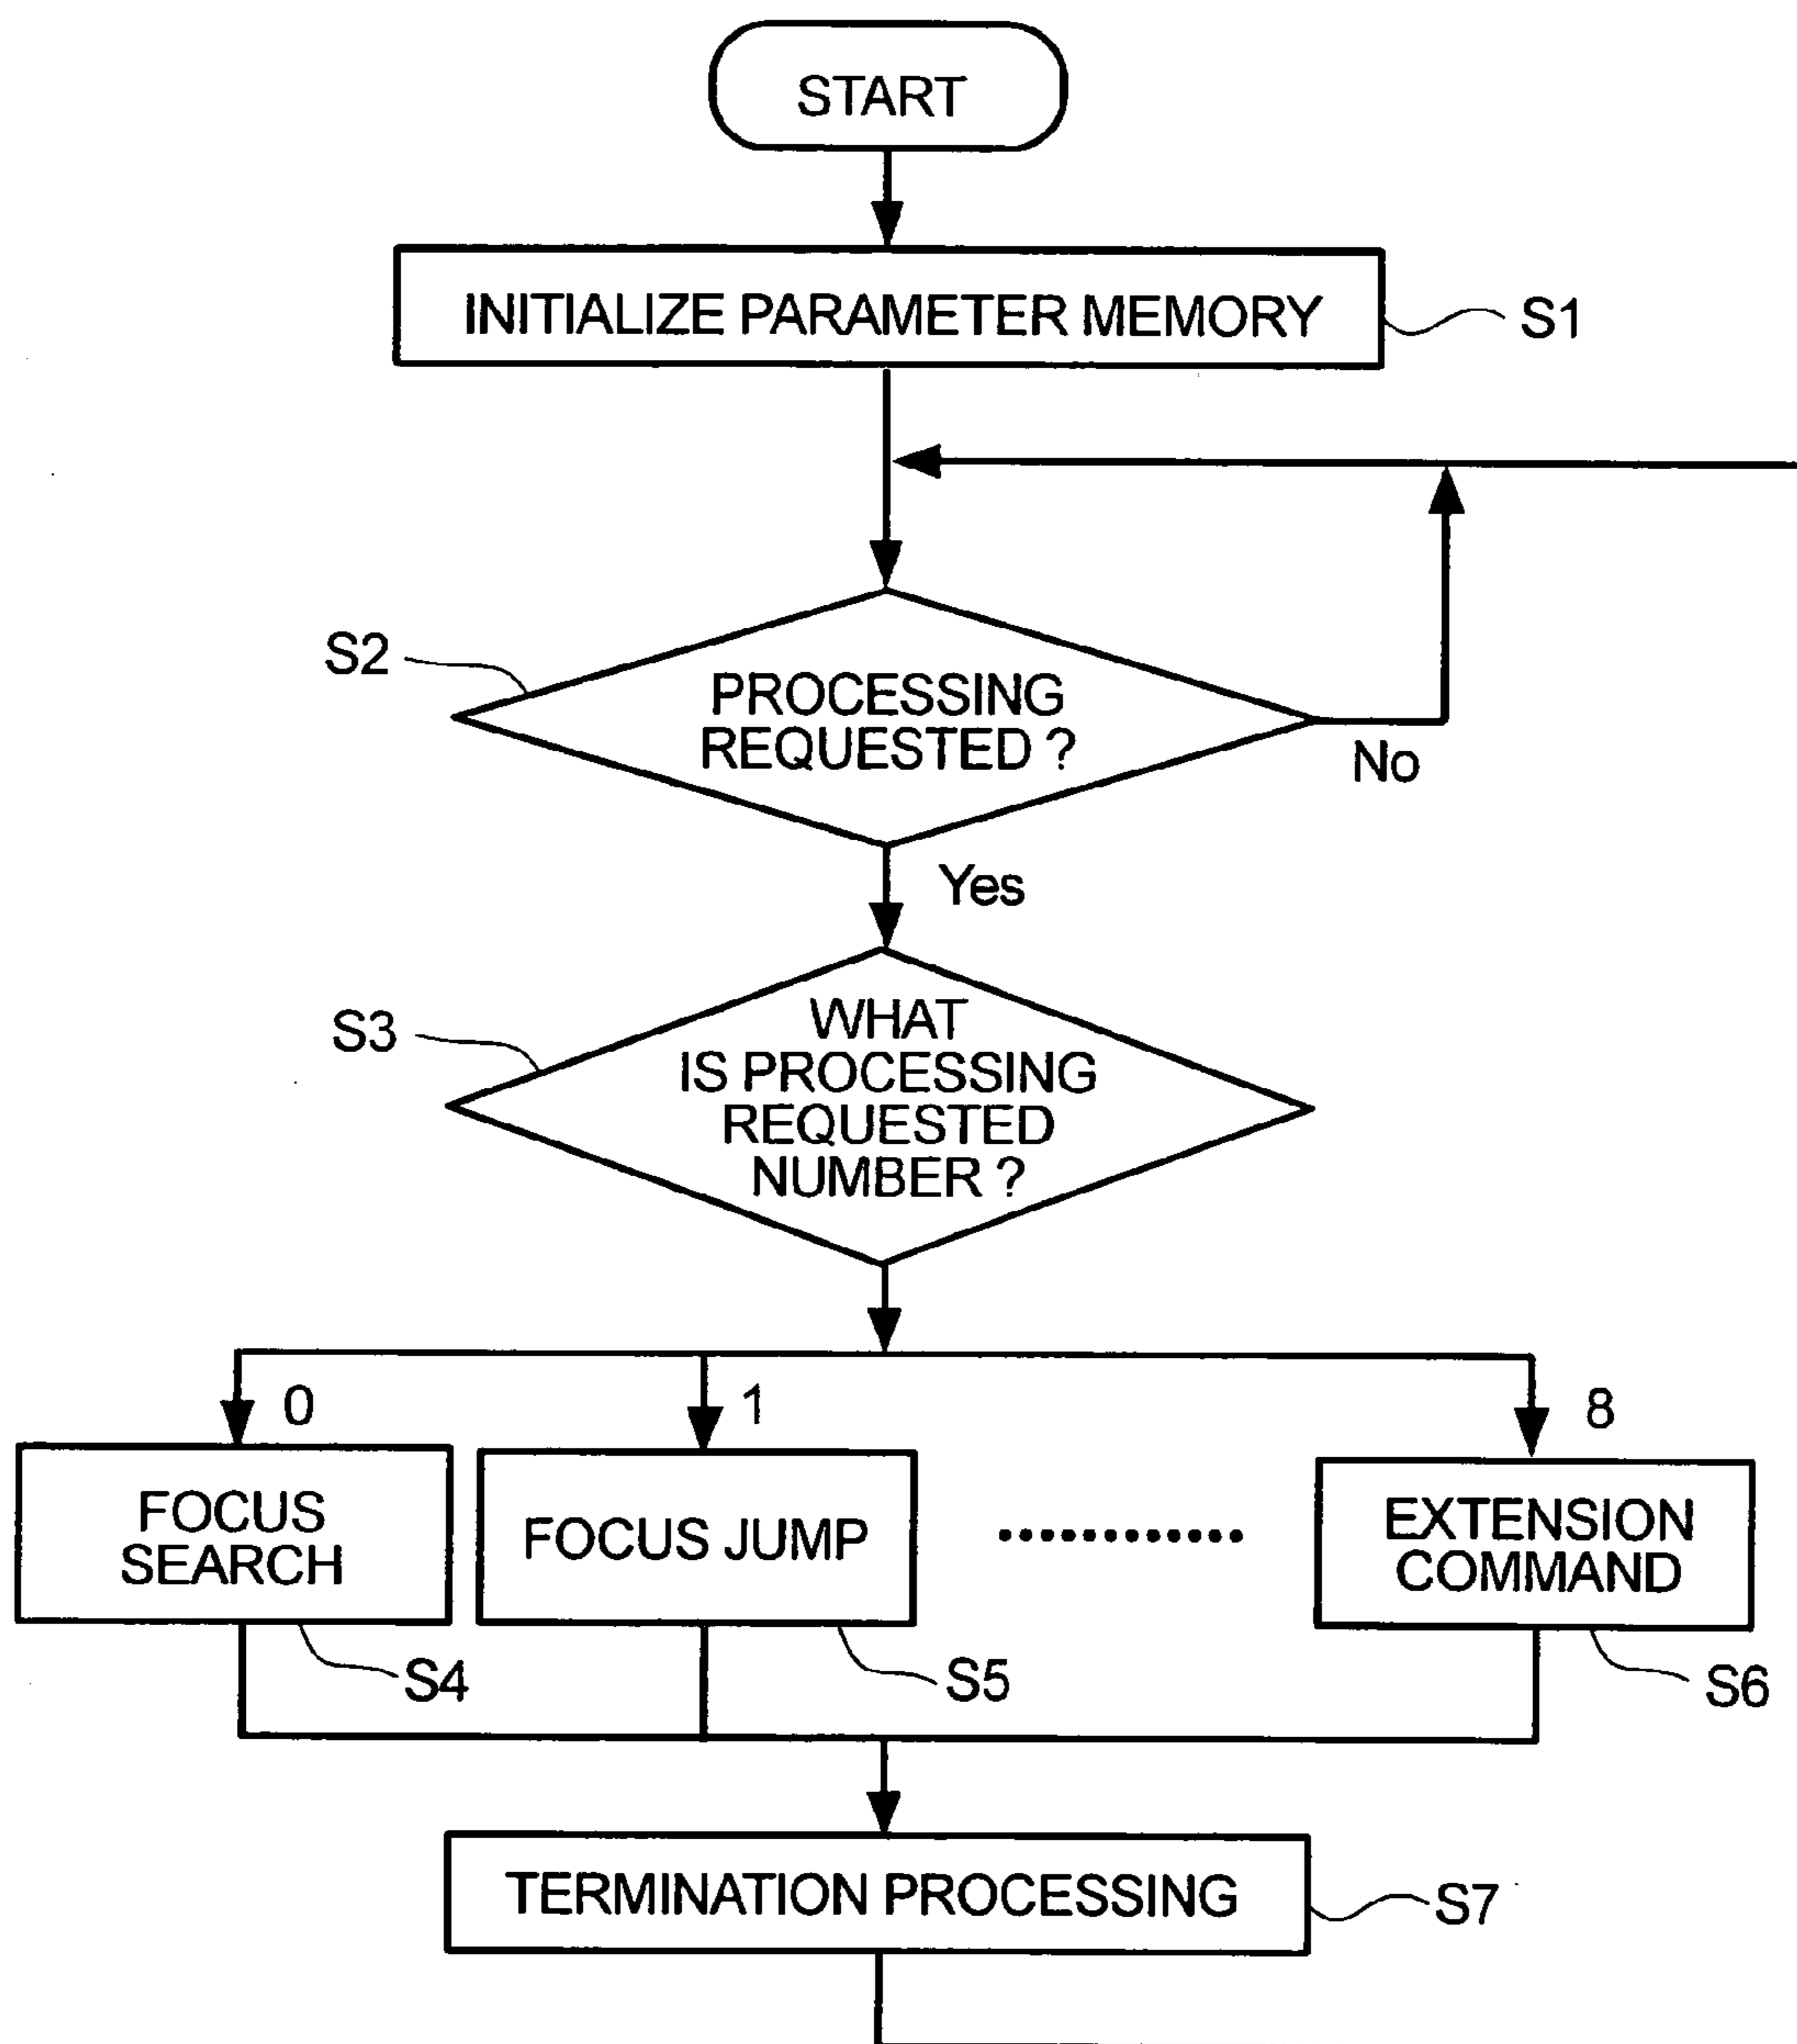 START
INITIALIZE PARAMETER MEMORY
S1
S2
PROCESSING
REQUESTED ?
No
Yes
S3
WHAT
IS PROCESSING
REQUESTED
NUMBER ?
0
1
8
FOCUS
SEARCH
FOCUS JUMP
............
EXTENSION
COMMAND
S4
S5
S6
TERMINATION PROCESSING
S7